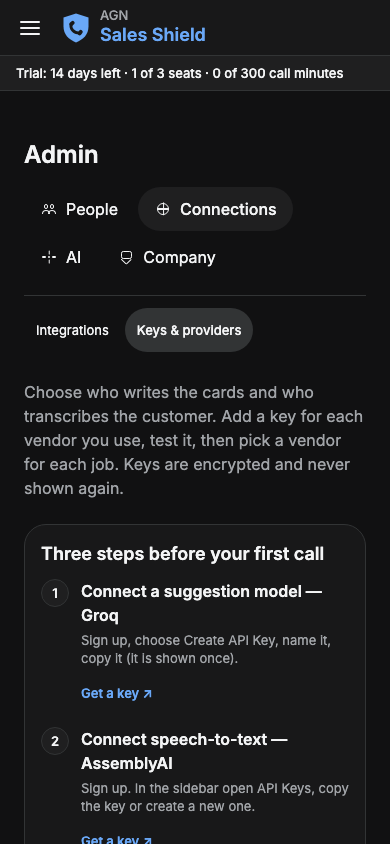 AGN
Sales Shield
Trial: 14 days left · 1 of 3 seats · 0 of 300 call minutes
Admin
People
Connections
AI
Company
Integrations
Keys & providers
Choose who writes the cards and who
transcribes the customer. Add a key for each
vendor you use, test it, then pick a vendor
for each job. Keys are encrypted and never
shown again.
Three steps before your first call
1
Connect a suggestion model —
Groq
Sign up, choose Create API Key, name it,
copy it (it is shown once).
Get a key ↗
2
Connect speech-to-text —
AssemblyAI
Sign up. In the sidebar open API Keys, copy
the key or create a new one.
Get a key ↗